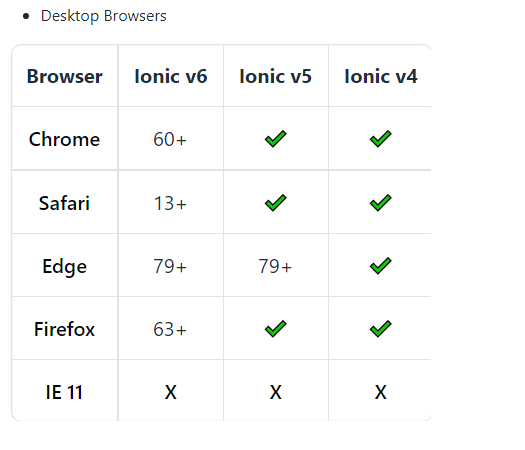 Desktop Browsers
Browser Ionic v6 Ionic v5 Ionic v4
Chrome 60+ ✔ ✔
Safari 13+ ✔ ✔
Edge 79+ 79+ ✔
Firefox 63+ ✔ ✔
IE 11 X X X